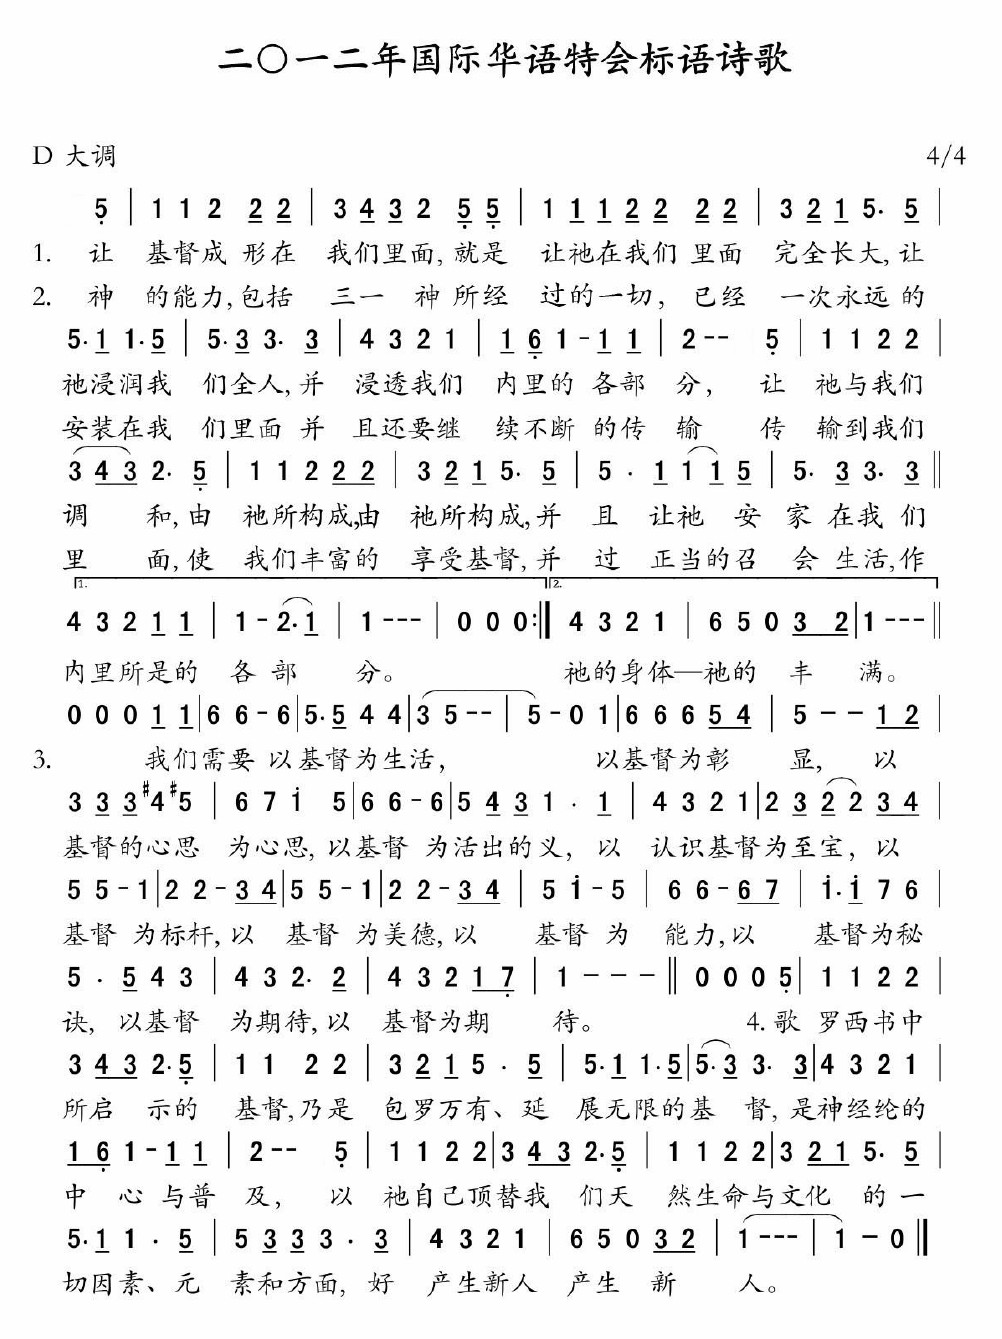 二〇一二年国际华语特会标语诗歌
D 大调 4/4
5 | 1 1 2 2 2 | 3 4 3 2 5 5 | 1 1 1 2 2 2 2 | 3 2 1 5· 5 |
1. 让 基督成 形在 我们里面, 就是 让祂在我们 里面 完全长大, 让
2. 神 的能力, 包括 三一 神所经 过的一切, 已经 一次永远的
5·1 1·5 | 5·3 3· 3 | 4 3 2 1 | 1 6 1 - 1 1 | 2 - - 5 | 1 1 2 2 |
祂浸润我 们全人, 并 浸透我们 内里的 各部 分, 让 祂与我们
安装在我 们里面 并 且还要继 续不断 的传 输 传 输到我们
3 4 3 2· 5 | 1 1 2 2 2 2 | 3 2 1 5· 5 | 5 · 1 1 1 5 | 5· 3 3· 3 ||
调 和, 由 祂所构成, 由 祂所构成, 并 且 让祂 安 家 在我 们
里 面, 使 我们丰富的 享受基督, 并 过 正当的召 会 生活, 作
1. 2.
4 3 2 1 1 | 1 - 2· 1 | 1 - - - | 0 0 0 :|| 4 3 2 1 | 6 5 0 3 2 | 1 - - - ||
内里所是的 各 部 分。 祂的身体—祂的 丰 满。
0 0 0 1 1 | 6 6 - 6 | 5·5 4 4 | 3 5 - - | 5 - 0 1 | 6 6 6 5 4 | 5 - - 1 2 |
3. 我们需要 以基督为生活, 以基督为彰 显, 以
3 3 3 #4 #5 | 6 7 i 5 | 6 6 - 6 | 5 4 3 1 · 1 | 4 3 2 1 | 2 3 2 2 3 4 |
基督的心思 为心思, 以基督 为活出的义, 以 认识基督为至宝, 以
5 5 - 1 | 2 2 - 3 4 | 5 5 - 1 | 2 2 - 3 4 | 5 i - 5 | 6 6 - 6 7 | i· i 7 6 |
基督 为标杆, 以 基督 为美德, 以 基督 为 能力, 以 基督为秘
5 · 5 4 3 | 4 3 2· 2 | 4 3 2 1 7 | 1 - - - || 0 0 0 5 | 1 1 2 2 |
诀, 以基督 为期待, 以 基督为期 待。 4. 歌 罗西书中
3 4 3 2·5 | 1 1 2 2 | 3 2 1 5 · 5 | 5·1 1·5 | 5·3 3· 3 | 4 3 2 1 |
所启 示的 基督, 乃是 包罗万有、延 展无限的基 督, 是神经纶的
1 6 1 - 1 1 | 2 - - 5 | 1 1 2 2 | 3 4 3 2·5 | 1 1 2 2 | 3 2 1 5· 5 |
中 心 与普 及, 以 祂自己顶替我 们天 然生命与文化 的 一
5·1 1 · 5 | 5 3 3 3 · 3 | 4 3 2 1 | 6 5 0 3 2 | 1 - - - | 1 - 0 ||
切因素、元 素和方面, 好 产生新人 产生 新 人。